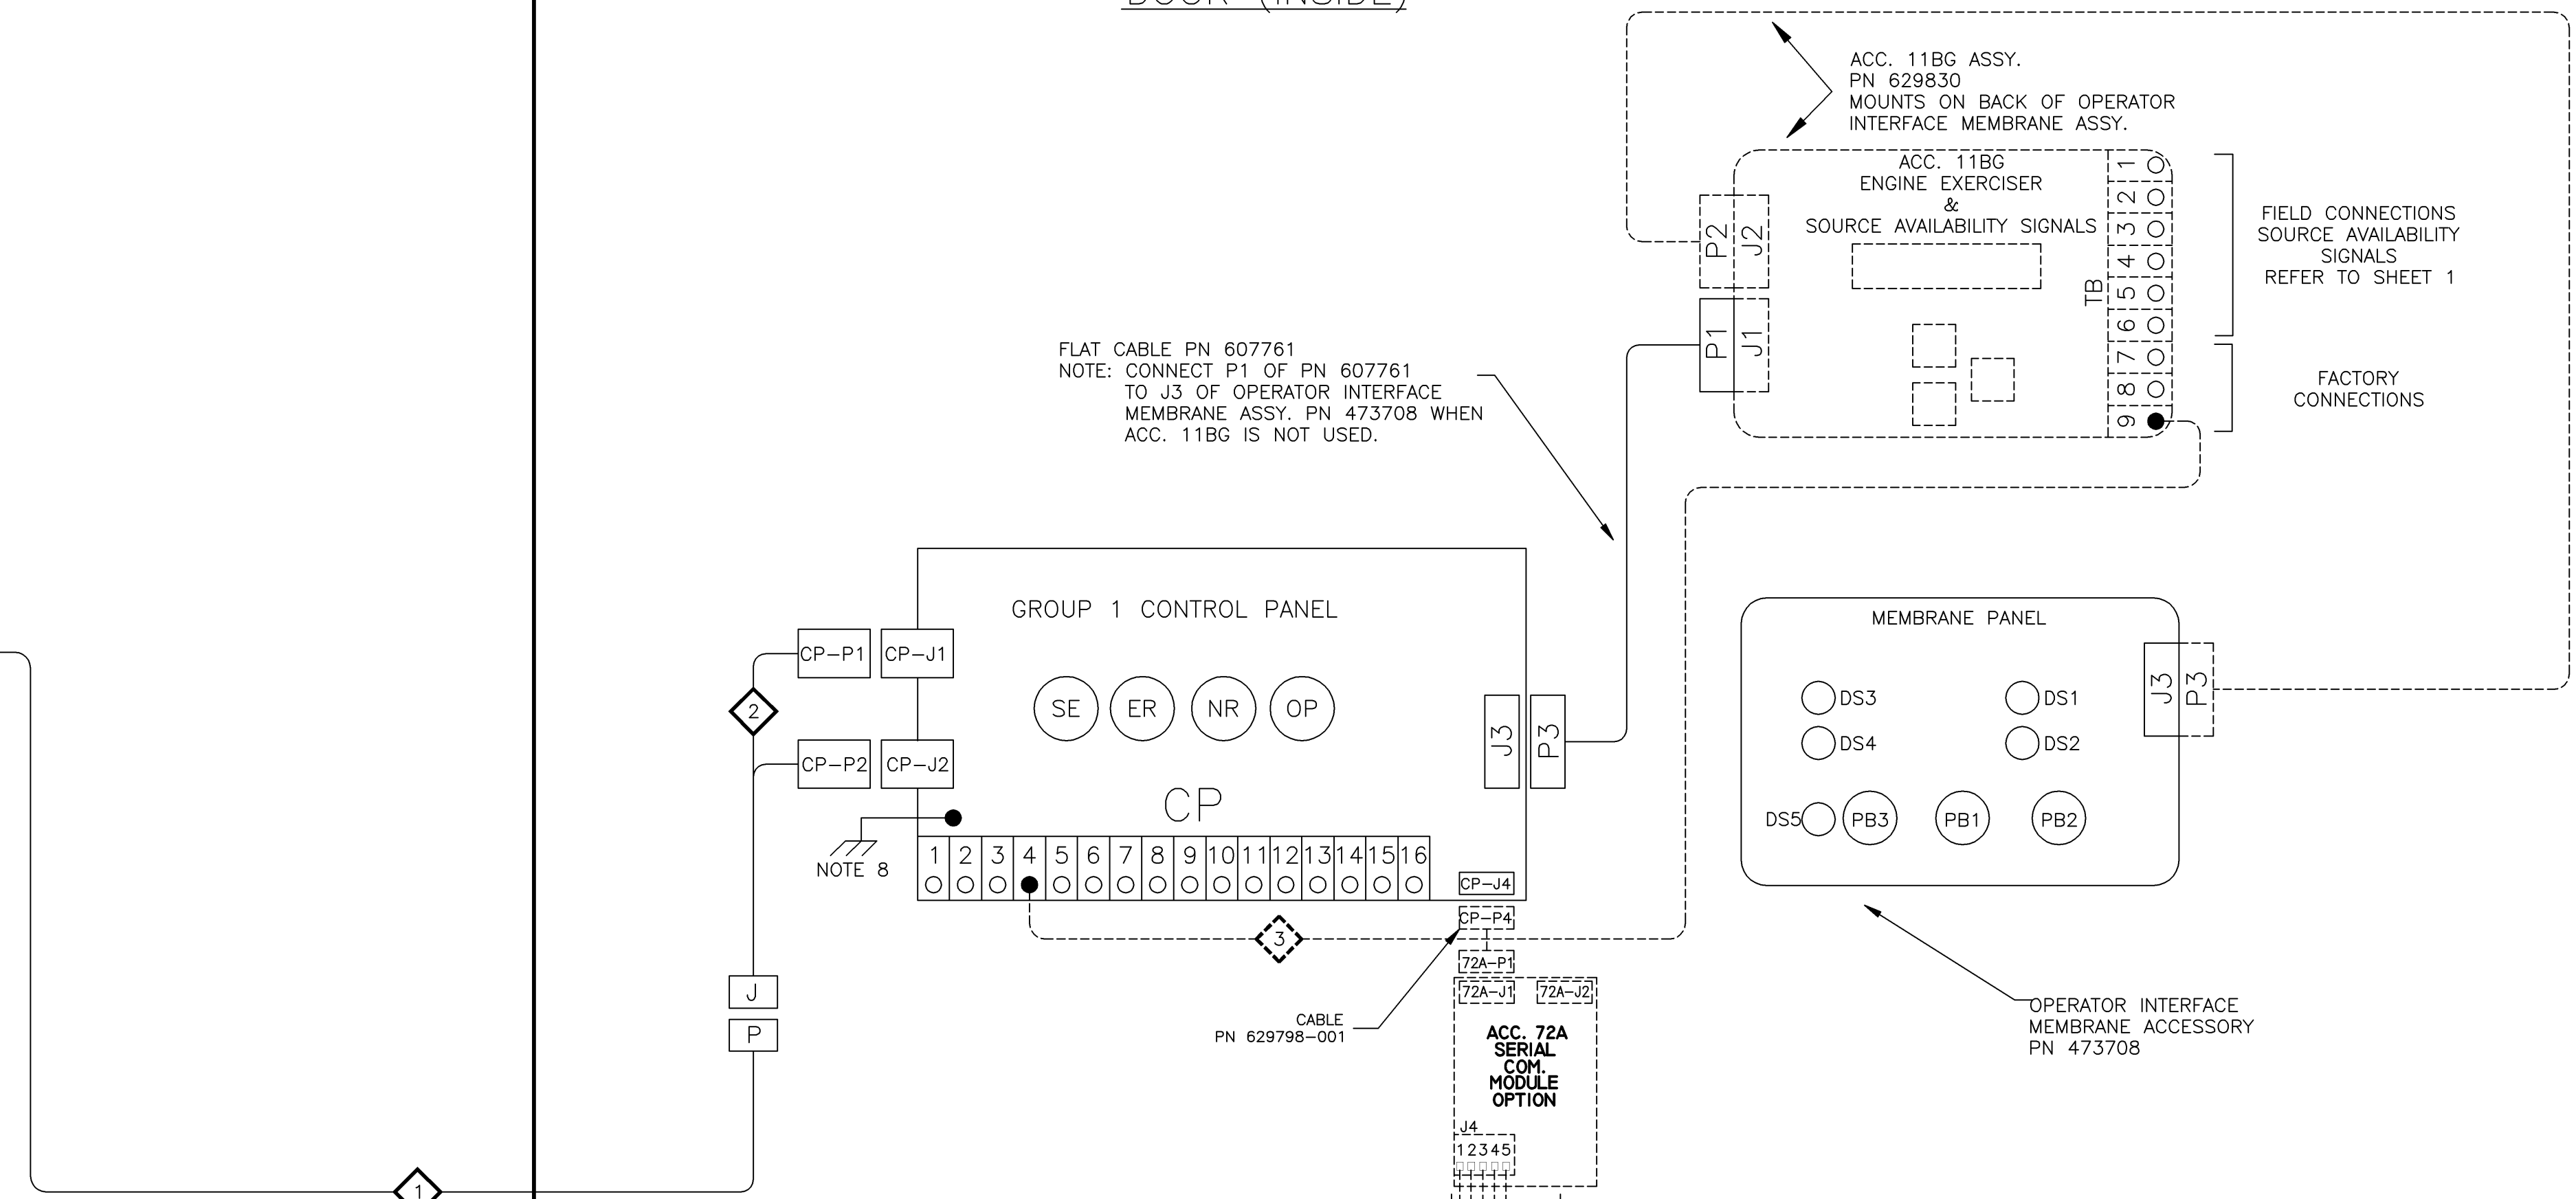 DOOR (INSIDE)
ACC. 11BG ASSY.
PN 629830
MOUNTS ON BACK OF OPERATOR
INTERFACE MEMBRANE ASSY.
ACC. 11BG
ENGINE EXERCISER
&
SOURCE AVAILABILITY SIGNALS
P2
J2
P1
J1
TB
1
2
3
4
5
6
7
8
9
FIELD CONNECTIONS
SOURCE AVAILABILITY
SIGNALS
REFER TO SHEET 1
FACTORY
CONNECTIONS
FLAT CABLE PN 607761
NOTE: CONNECT P1 OF PN 607761
TO J3 OF OPERATOR INTERFACE
MEMBRANE ASSY. PN 473708 WHEN
ACC. 11BG IS NOT USED.
GROUP 1 CONTROL PANEL
CP-P1
CP-J1
SE
ER
NR
OP
2
CP-P2
CP-J2
J3
P3
CP
NOTE 8
1 2 3 4 5 6 7 8 9 10 11 12 13 14 15 16
CP-J4
CP-P4
3
72A-P1
72A-J1
72A-J2
CABLE
PN 629798-001
ACC. 72A
SERIAL
COM.
MODULE
OPTION
J4
1 2 3 4 5
MEMBRANE PANEL
DS3
DS1
DS4
DS2
DS5
PB3
PB1
PB2
J3
P3
OPERATOR INTERFACE
MEMBRANE ACCESSORY
PN 473708
J
P
1